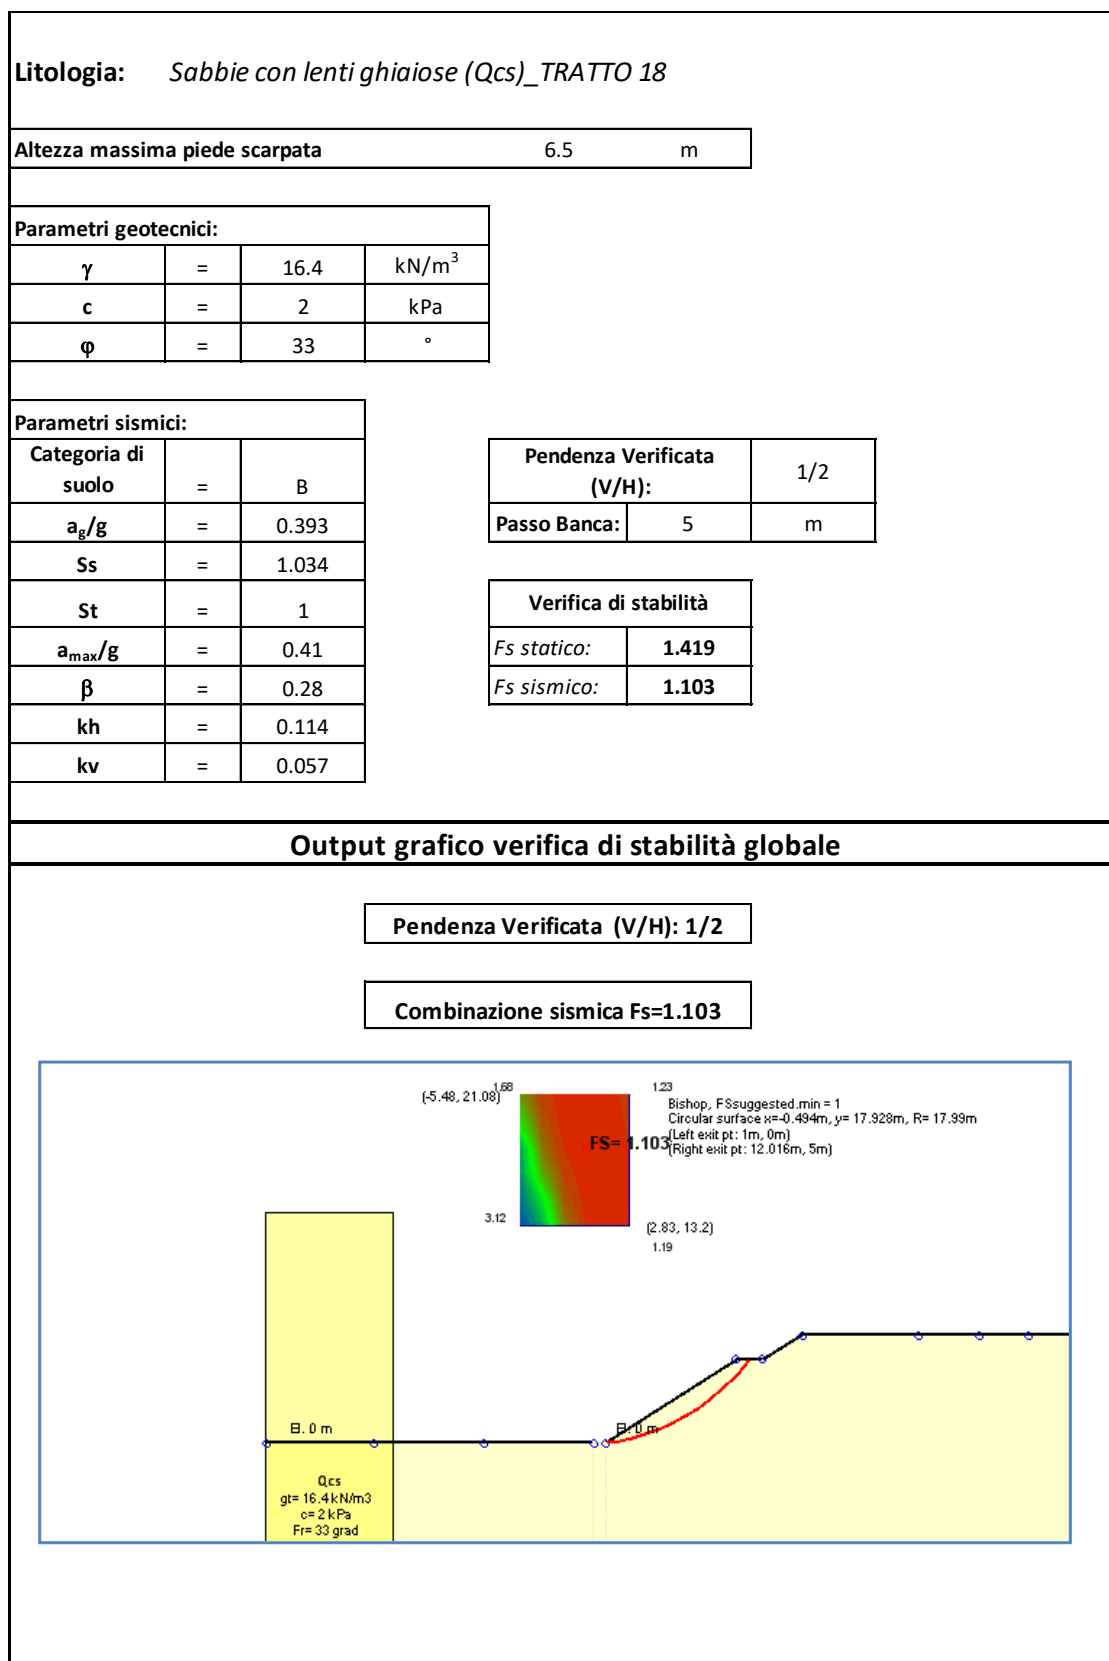 Litologia: Sabbie con lenti ghiaiose (Qcs)_TRATTO 18
Altezza massima piede scarpata 6.5 m
Parametri geotecnici:
γ = 16.4 kN/m³
c = 2 kPa
φ = 33 °
Parametri sismici:
Categoria di suolo = B
ag/g = 0.393
Ss = 1.034
St = 1
amax/g = 0.41
β = 0.28
kh = 0.114
kv = 0.057
Pendenza Verificata (V/H): 1/2
Passo Banca: 5 m
Verifica di stabilità
Fs statico: 1.419
Fs sismico: 1.103
Output grafico verifica di stabilità globale
Pendenza Verificata (V/H): 1/2
Combinazione sismica Fs=1.103
(-5.48, 21.08)
1.68
1.23
Bishop, FSsuggested.min = 1
Circular surface x=-0.494m, y= 17.928m, R= 17.99m
(Left exit pt: 1m, 0m)
FS= 1.103
(Right exit pt: 12.016m, 5m)
3.12
(2.83, 13.2)
1.19
El. 0 m
El. 0 m
Qcs
gt= 16.4 kN/m3
c= 2 kPa
Fr= 33 grad